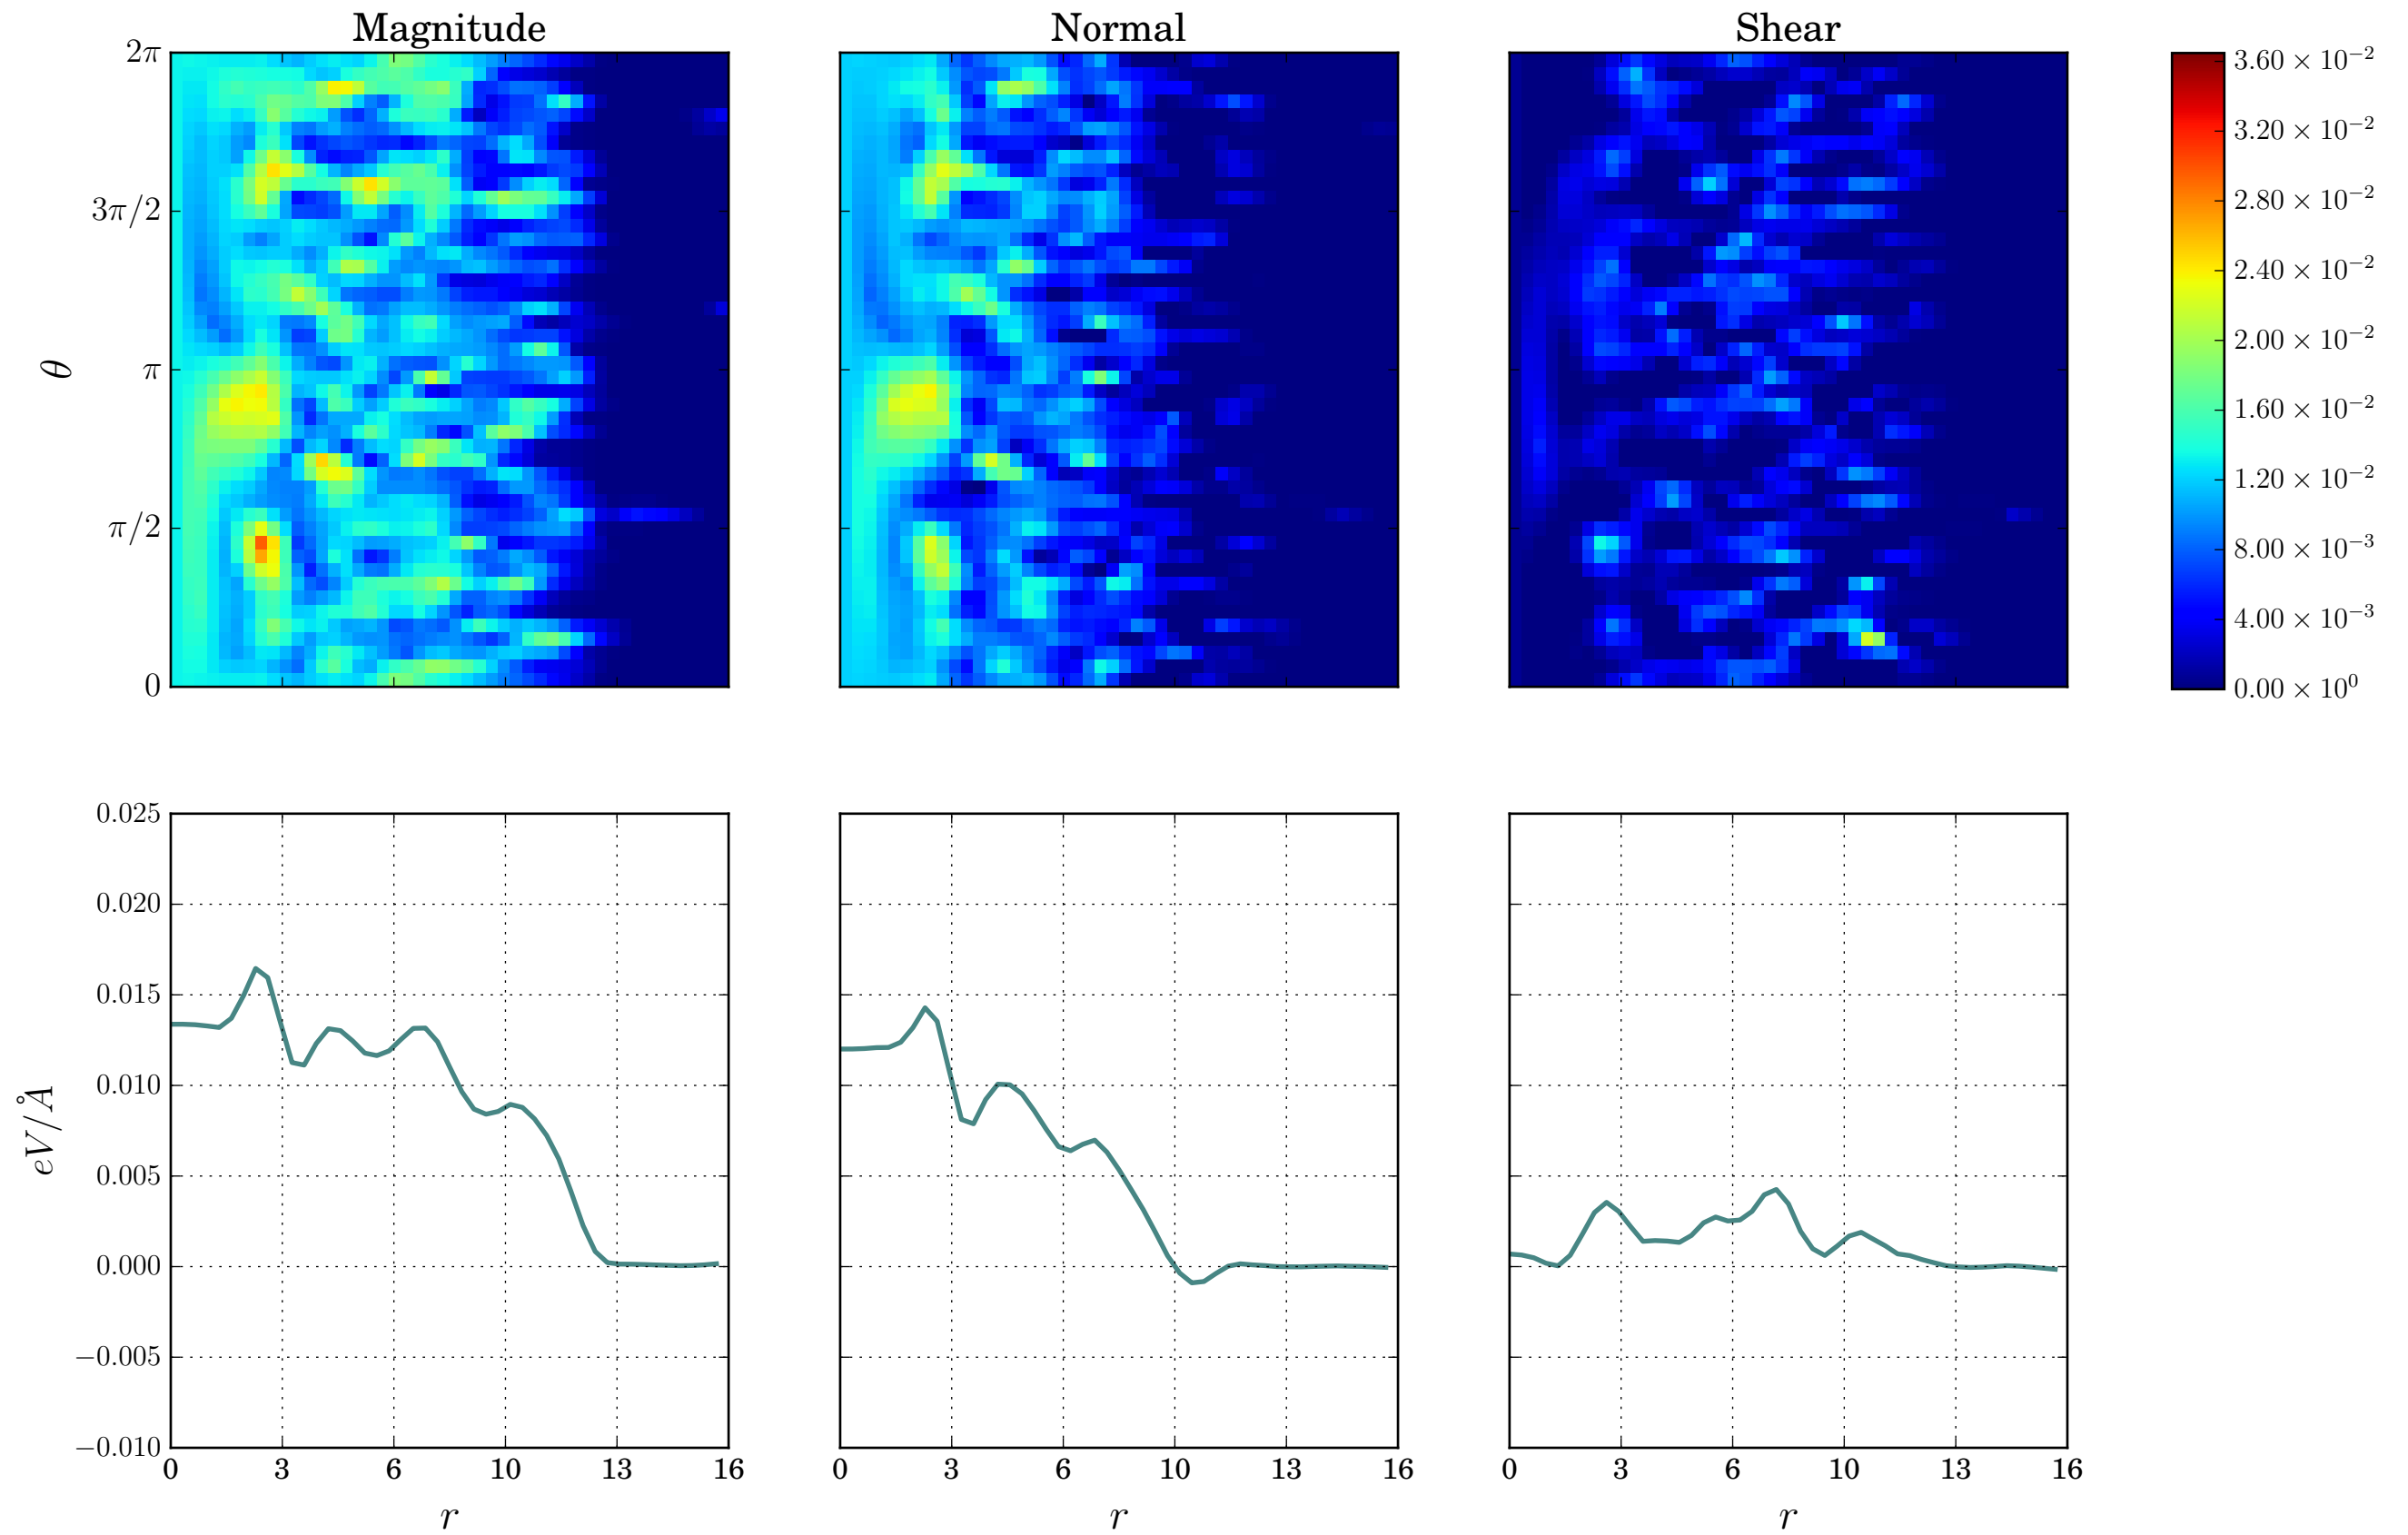 Magnitude
Normal
Shear
2π
3π/2
π
π/2
0
θ
3.60 × 10⁻²
3.20 × 10⁻²
2.80 × 10⁻²
2.40 × 10⁻²
2.00 × 10⁻²
1.60 × 10⁻²
1.20 × 10⁻²
8.00 × 10⁻³
4.00 × 10⁻³
0.00 × 10⁰
0.025
0.020
0.015
0.010
0.005
0.000
−0.005
−0.010
eV/Å
0 3 6 10 13 16
0 3 6 10 13 16
0 3 6 10 13 16
r
r
r